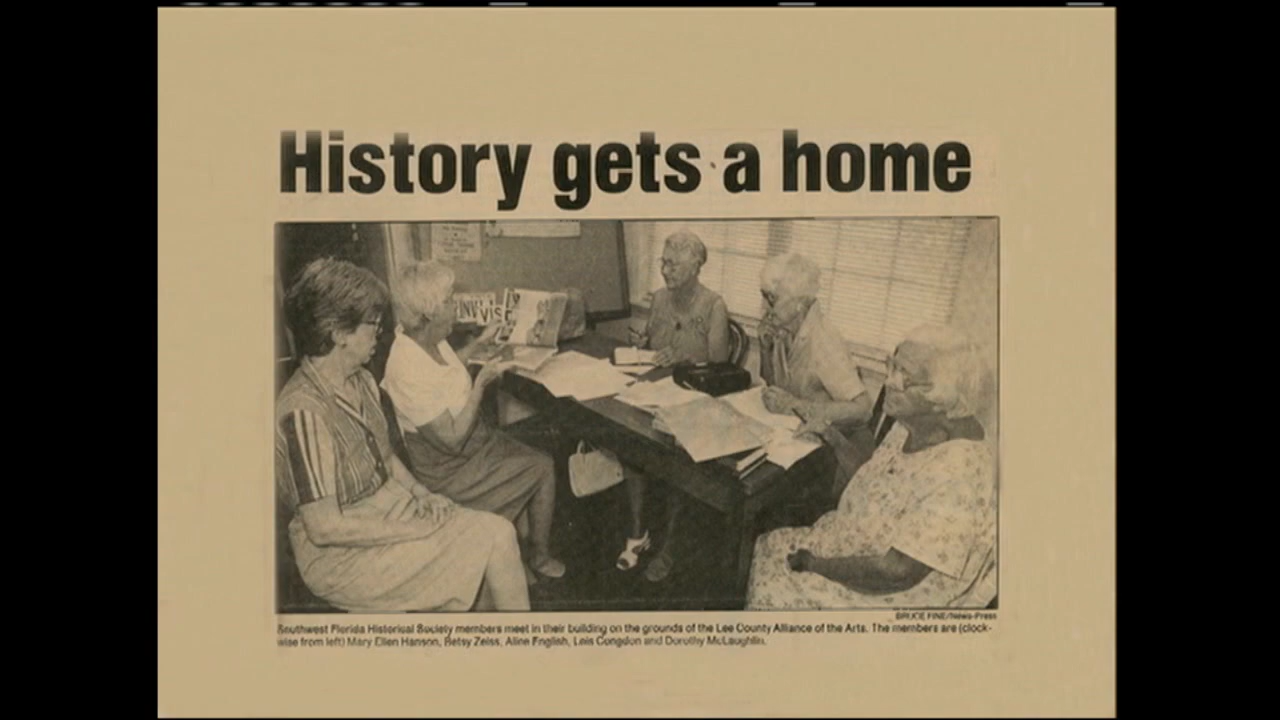 History gets a home
VIS
BRUCE FINE/News-Press
Southwest Florida Historical Society members meet in their building on the grounds of the Lee County Alliance of the Arts. The members are (clock-
wise from left) Mary Ellen Hanson, Betsy Zeiss, Aline English, Lois Congdon and Dorothy McLaughlin.